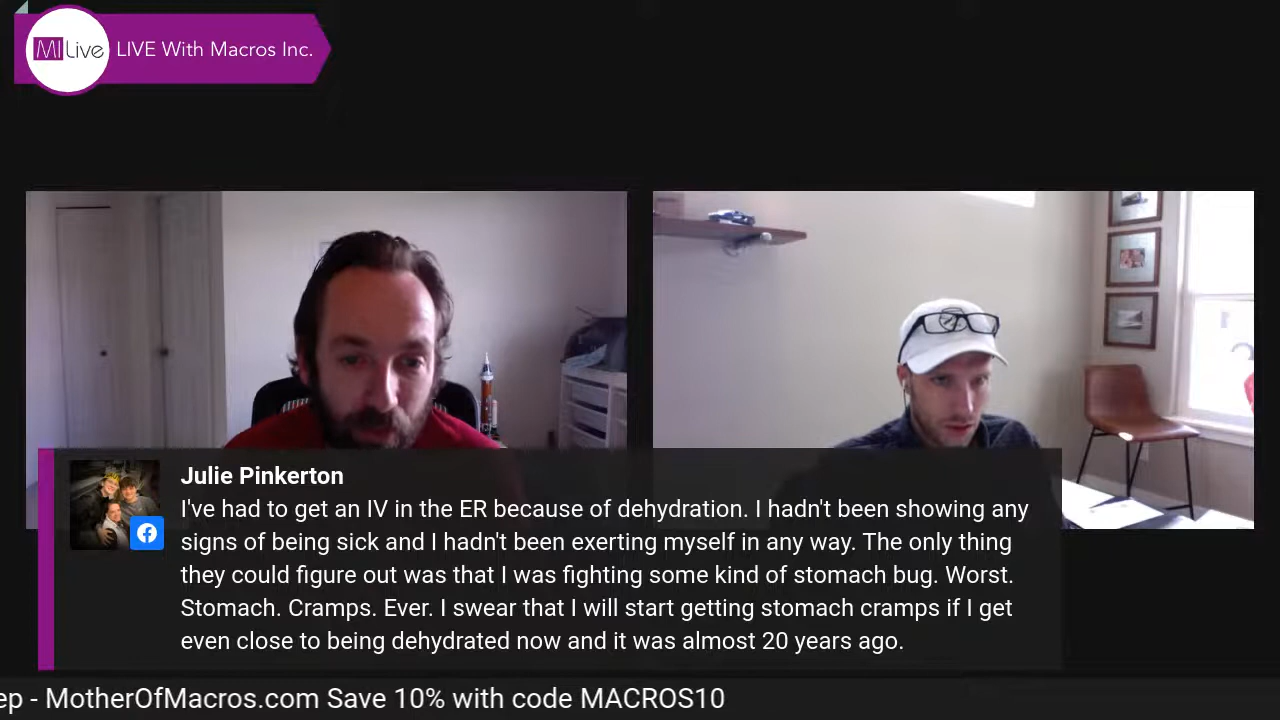 MI Live LIVE With Macros Inc.
Julie Pinkerton
I've had to get an IV in the ER because of dehydration. I hadn't been showing any
signs of being sick and I hadn't been exerting myself in any way. The only thing
they could figure out was that I was fighting some kind of stomach bug. Worst.
Stomach. Cramps. Ever. I swear that I will start getting stomach cramps if I get
even close to being dehydrated now and it was almost 20 years ago.
ep - MotherOfMacros.com Save 10% with code MACROS10